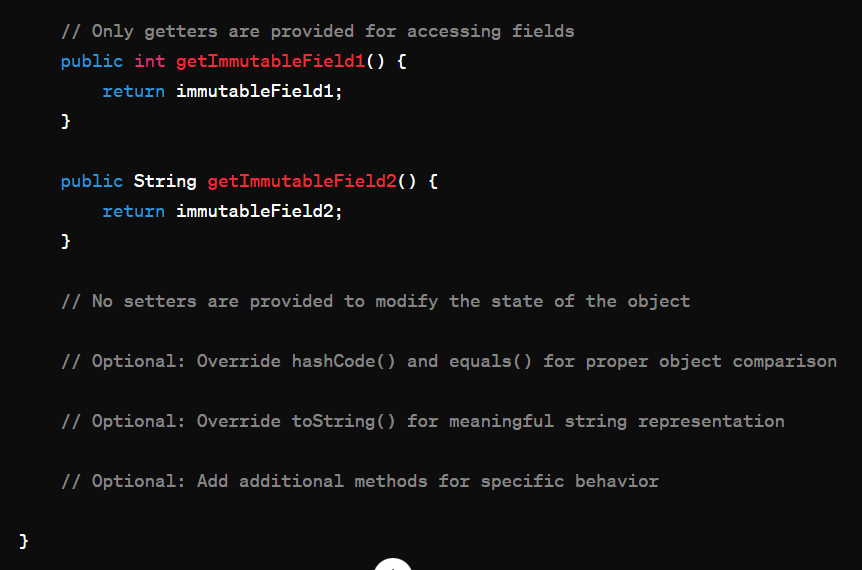 // Only getters are provided for accessing fields
public int getImmutableField1() {
return immutableField1;
}
public String getImmutableField2() {
return immutableField2;
}
// No setters are provided to modify the state of the object
// Optional: Override hashCode() and equals() for proper object comparison
// Optional: Override toString() for meaningful string representation
// Optional: Add additional methods for specific behavior
}